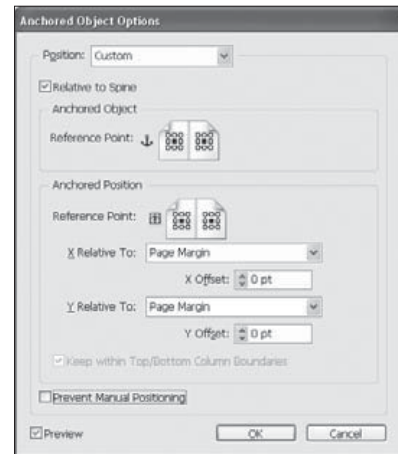 Anchored Object Options
Position: Custom
Relative to Spine
Anchored Object
Reference Point:
Anchored Position
Reference Point:
X Relative To: Page Margin
X Offset: 0 pt
Y Relative To: Page Margin
Y Offset: 0 pt
Keep within Top/Bottom Column Boundaries
Prevent Manual Positioning
Preview OK Cancel